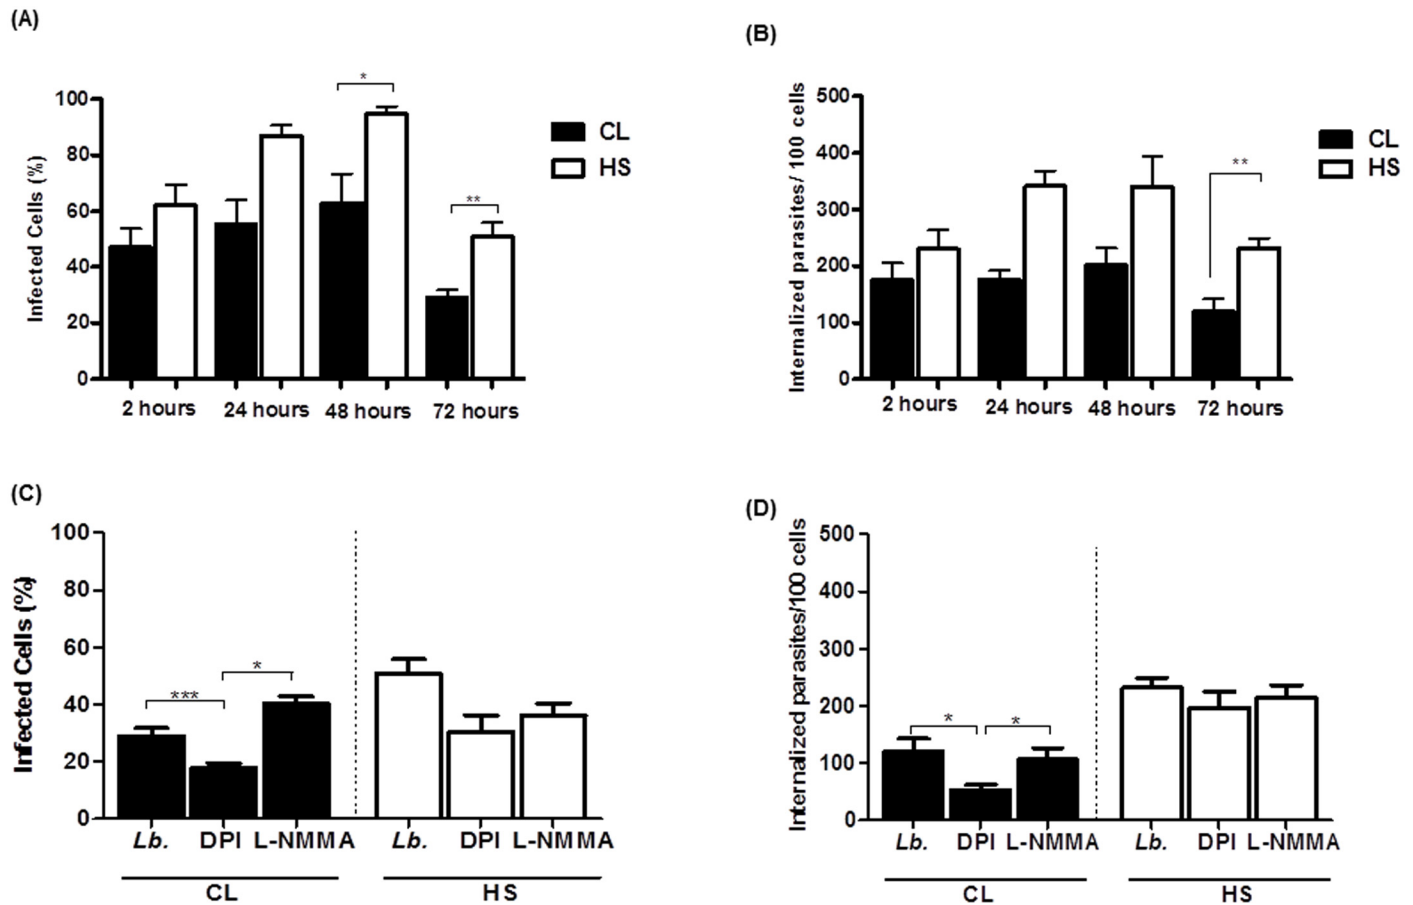 (A)
Infected Cells (%)
100
80
60
40
20
0
*
**
2 hours 24 hours 48 hours 72 hours
CL
HS
(B)
Internalized parasites/ 100 cells
500
400
300
200
100
0
**
2 hours 24 hours 48 hours 72 hours
CL
HS
(C)
Infected Cells (%)
100
80
60
40
20
0
***
*
Lb. DPI L-NMMA Lb. DPI L-NMMA
CL HS
(D)
Internalized parasites/100 cells
500
400
300
200
100
0
* *
Lb. DPI L-NMMA Lb. DPI L-NMMA
CL HS